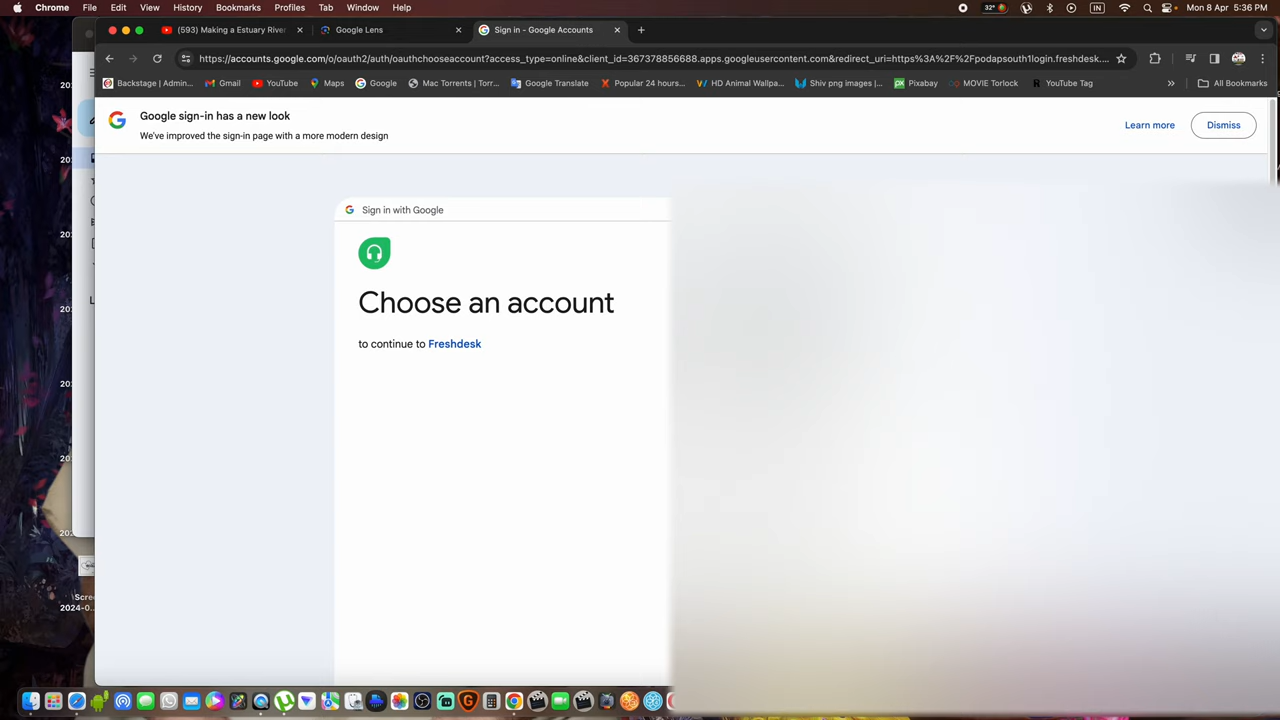 Chrome File Edit View History Bookmarks Profiles Tab Window Help 32° IN Mon 8 Apr 5:36 PM
(593) Making a Estuary River Google Lens Sign in - Google Accounts
https://accounts.google.com/o/oauth2/auth/oauthchooseaccount?access_type=online&client_id=367378856688.apps.googleusercontent.com&redirect_uri=https%3A%2F%2Fpodapsouth1login.freshdesk....
Backstage | Admin... Gmail YouTube Maps Google Mac Torrents | Torr... Google Translate Popular 24 hours... HD Animal Wallpa... Shiv png images |... Pixabay MOVIE Torlock YouTube Tag » All Bookmarks
Google sign-in has a new look
We've improved the sign-in page with a more modern design
Learn more Dismiss
Sign in with Google
Choose an account
to continue to Freshdesk
Scre
2024-0..